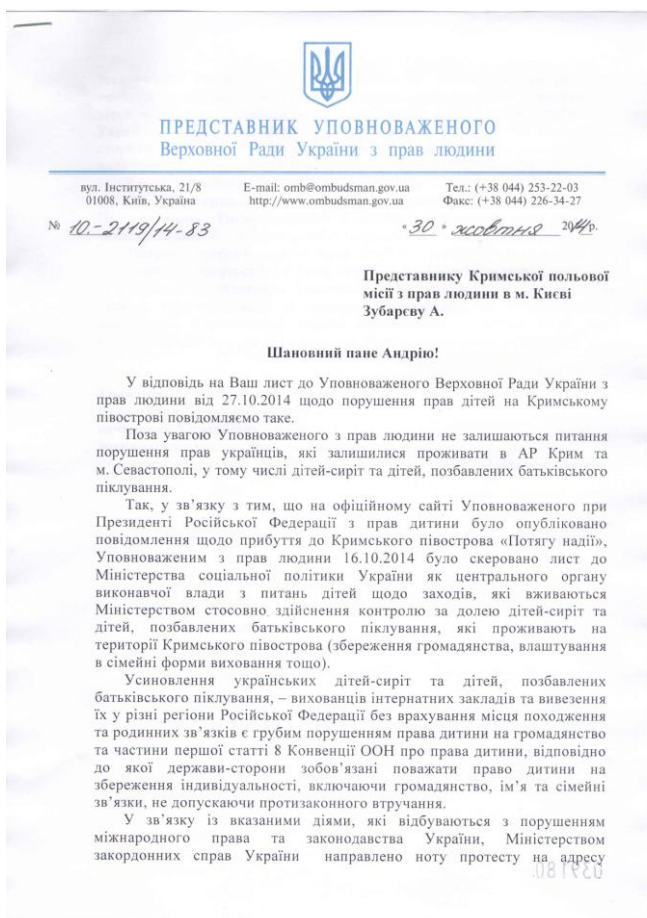 ПРЕДСТАВНИК УПОВНОВАЖЕНОГО
Верховної Ради України з прав людини
вул. Інститутська, 21/8
01008, Київ, Україна
E-mail: omb@ombudsman.gov.ua
http://www.ombudsman.gov.ua
Тел.: (+38 044) 253-22-03
Факс: (+38 044) 226-34-27
№ 10.-2119/14-83
"30" жовтня 2014р.
Представнику Кримської польової
місії з прав людини в м. Києві
Зубарєву А.
Шановний пане Андрію!
У відповідь на Ваш лист до Уповноваженого Верховної Ради України з
прав людини від 27.10.2014 щодо порушення прав дітей на Кримському
півострові повідомляємо таке.
Поза увагою Уповноваженого з прав людини не залишаються питання
порушення прав українців, які залишилися проживати в АР Крим та
м. Севастополі, у тому числі дітей-сиріт та дітей, позбавлених батьківського
піклування.
Так, у зв’язку з тим, що на офіційному сайті Уповноваженого при
Президенті Російської Федерації з прав дитини було опубліковано
повідомлення щодо прибуття до Кримського півострова «Потягу надії»,
Уповноваженим з прав людини 16.10.2014 було скеровано лист до
Міністерства соціальної політики України як центрального органу
виконавчої влади з питань дітей щодо заходів, які вживаються
Міністерством стосовно здійснення контролю за долею дітей-сиріт та
дітей, позбавлених батьківського піклування, які проживають на
території Кримського півострова (збереження громадянства, влаштування
в сімейні форми виховання тощо).
Усиновлення українських дітей-сиріт та дітей, позбавлених
батьківського піклування, – вихованців інтернатних закладів та вивезення
їх у різні регіони Російської Федерації без врахування місця походження
та родинних зв’язків є грубим порушенням права дитини на громадянство
та частини першої статті 8 Конвенції ООН про права дитини, відповідно
до якої держави-сторони зобов’язані поважати право дитини на
збереження індивідуальності, включаючи громадянство, ім’я та сімейні
зв’язки, не допускаючи протизаконного втручання.
У зв’язку із вказаними діями, які відбуваються з порушенням
міжнародного права та законодавства України, Міністерством
закордонних справ України направлено ноту протесту на адресу